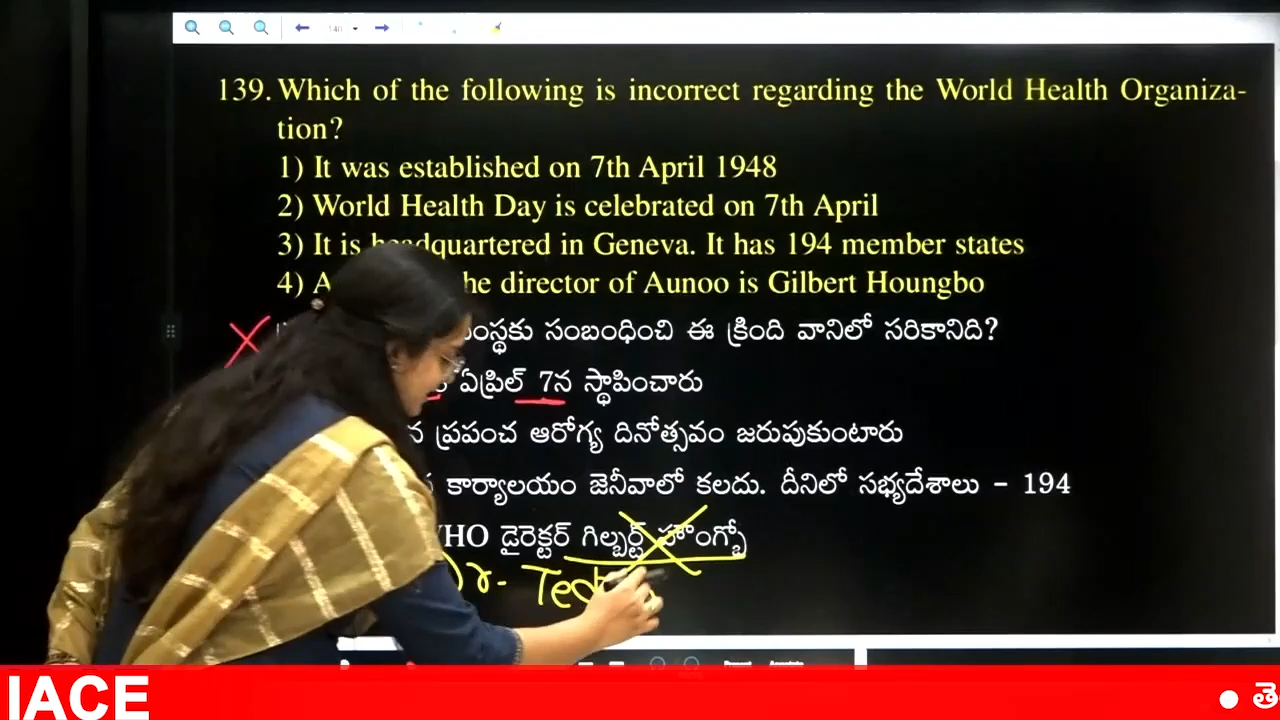 139. Which of the following is incorrect regarding the World Health Organiza-
tion?
1) It was established on 7th April 1948
2) World Health Day is celebrated on 7th April
3) It is headquartered in Geneva. It has 194 member states
4) A he director of Aunoo is Gilbert Houngbo
సంస్థకు సంబంధించి ఈ క్రింది వానిలో సరికానిది?
ఏప్రిల్ 7న స్థాపించారు
న ప్రపంచ ఆరోగ్య దినోత్సవం జరుపుకుంటారు
కార్యాలయం జెనీవాలో కలదు. దీనిలో సభ్యదేశాలు - 194
WHO డైరెక్టర్ గిల్బర్ట్ హౌంగ్బో
Dr- Ted
IACE